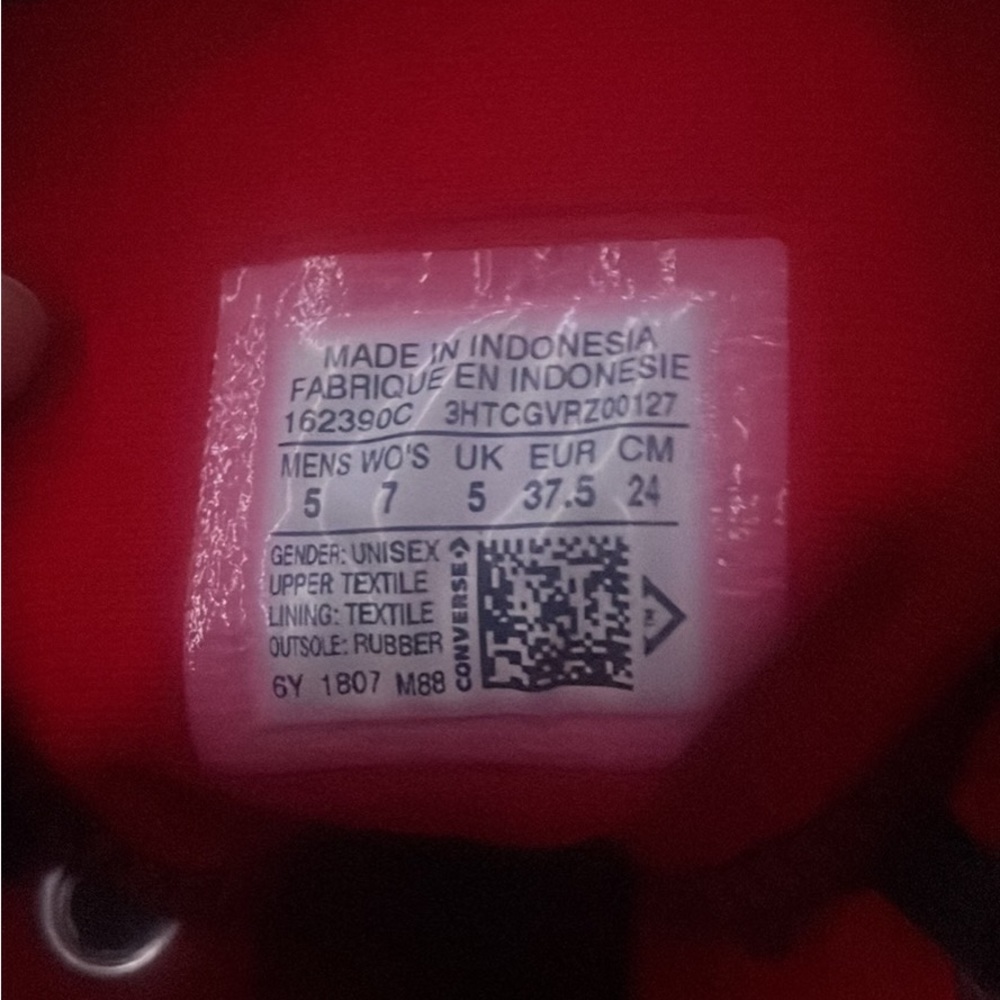 MADE IN INDONESIA
FABRIQUE EN INDONESIE
162390C 3HTCGVRZ00127
MENS WO'S UK EUR CM
5 7 5 37.5 24
GENDER: UNISEX
UPPER TEXTILE
LINING: TEXTILE
OUTSOLE: RUBBER
6Y 1807 M88
CONVERSE
TM